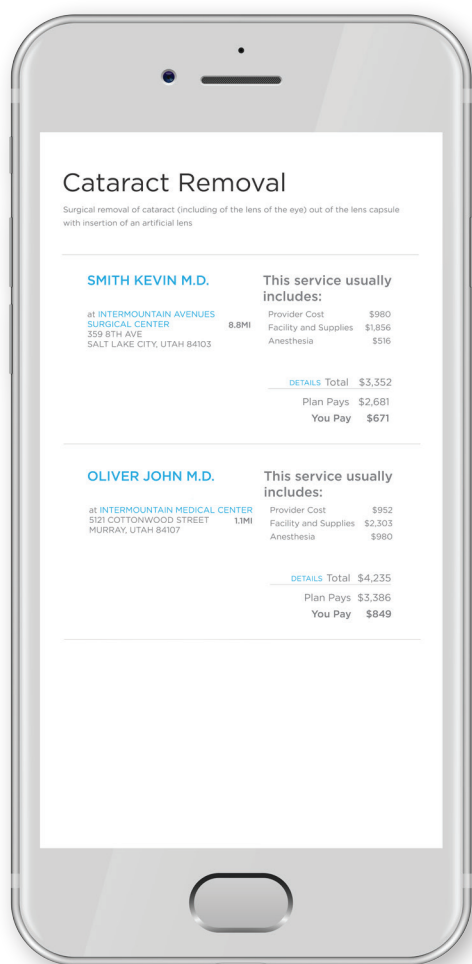 Cataract Removal
Surgical removal of cataract (including of the lens of the eye) out of the lens capsule
with insertion of an artificial lens
SMITH KEVIN M.D.
at INTERMOUNTAIN AVENUES
SURGICAL CENTER 8.8MI
359 8TH AVE
SALT LAKE CITY, UTAH 84103
This service usually
includes:
Provider Cost $980
Facility and Supplies $1,856
Anesthesia $516
DETAILS Total $3,352
Plan Pays $2,681
You Pay $671
OLIVER JOHN M.D.
at INTERMOUNTAIN MEDICAL CENTER
5121 COTTONWOOD STREET 1.1MI
MURRAY, UTAH 84107
This service usually
includes:
Provider Cost $952
Facility and Supplies $2,303
Anesthesia $980
DETAILS Total $4,235
Plan Pays $3,386
You Pay $849